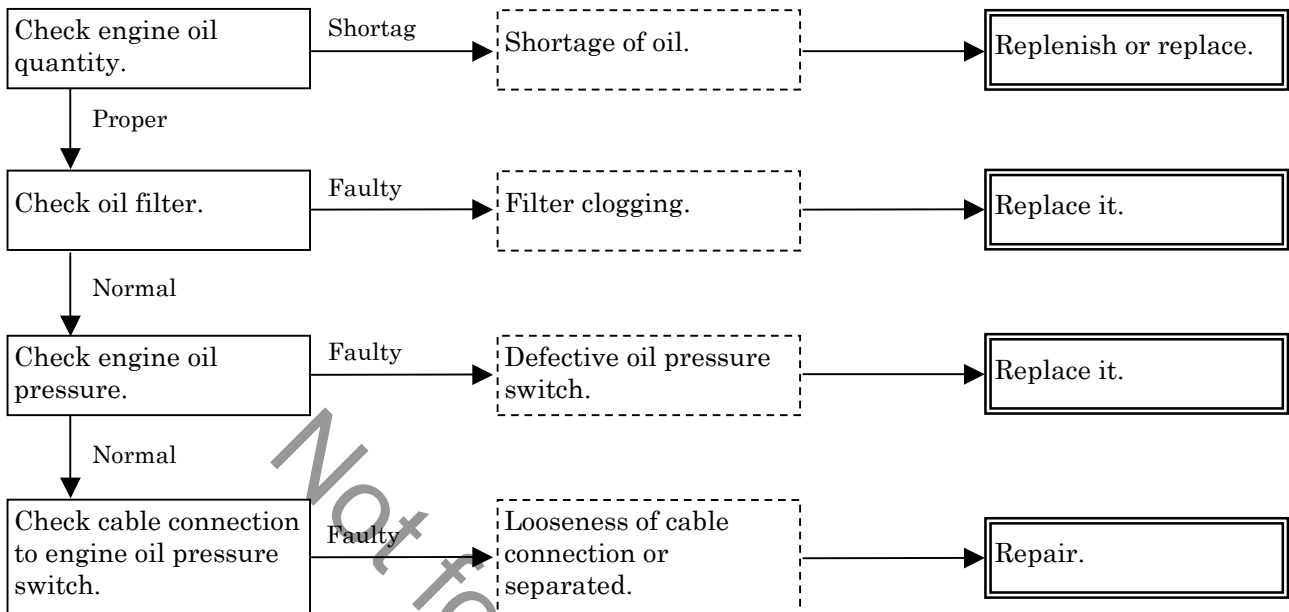 Check engine oil
quantity.
Shortag
Shortage of oil.
Replenish or replace.
Proper
Check oil filter.
Faulty
Filter clogging.
Replace it.
Normal
Check engine oil
pressure.
Faulty
Defective oil pressure
switch.
Replace it.
Normal
Check cable connection
to engine oil pressure
switch.
Faulty
Looseness of cable
connection or
separated.
Repair.
Not fo